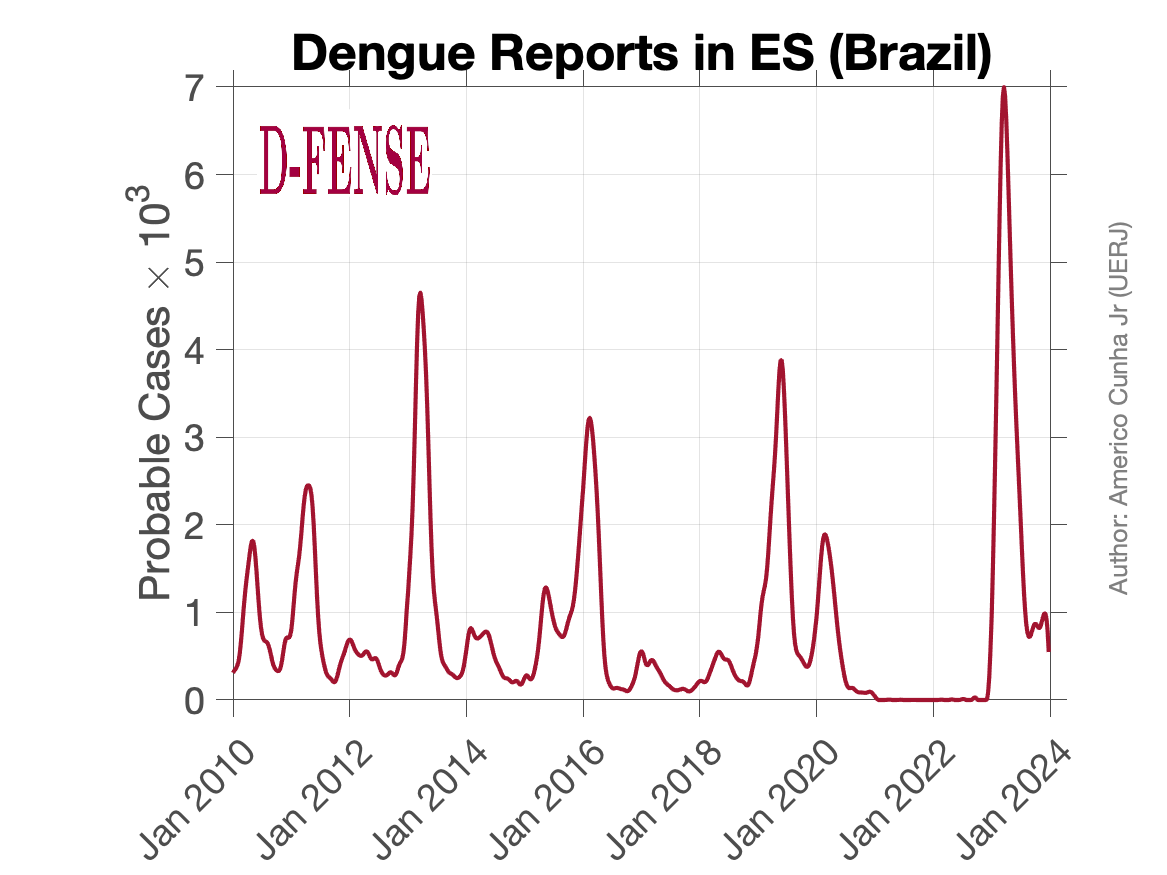 Dengue Reports in ES (Brazil)
D-FENSE
7
6
5
4
3
2
1
0
Probable Cases × 10³
Jan 2010
Jan 2012
Jan 2014
Jan 2016
Jan 2018
Jan 2020
Jan 2022
Jan 2024
Author: Americo Cunha Jr (UERJ)